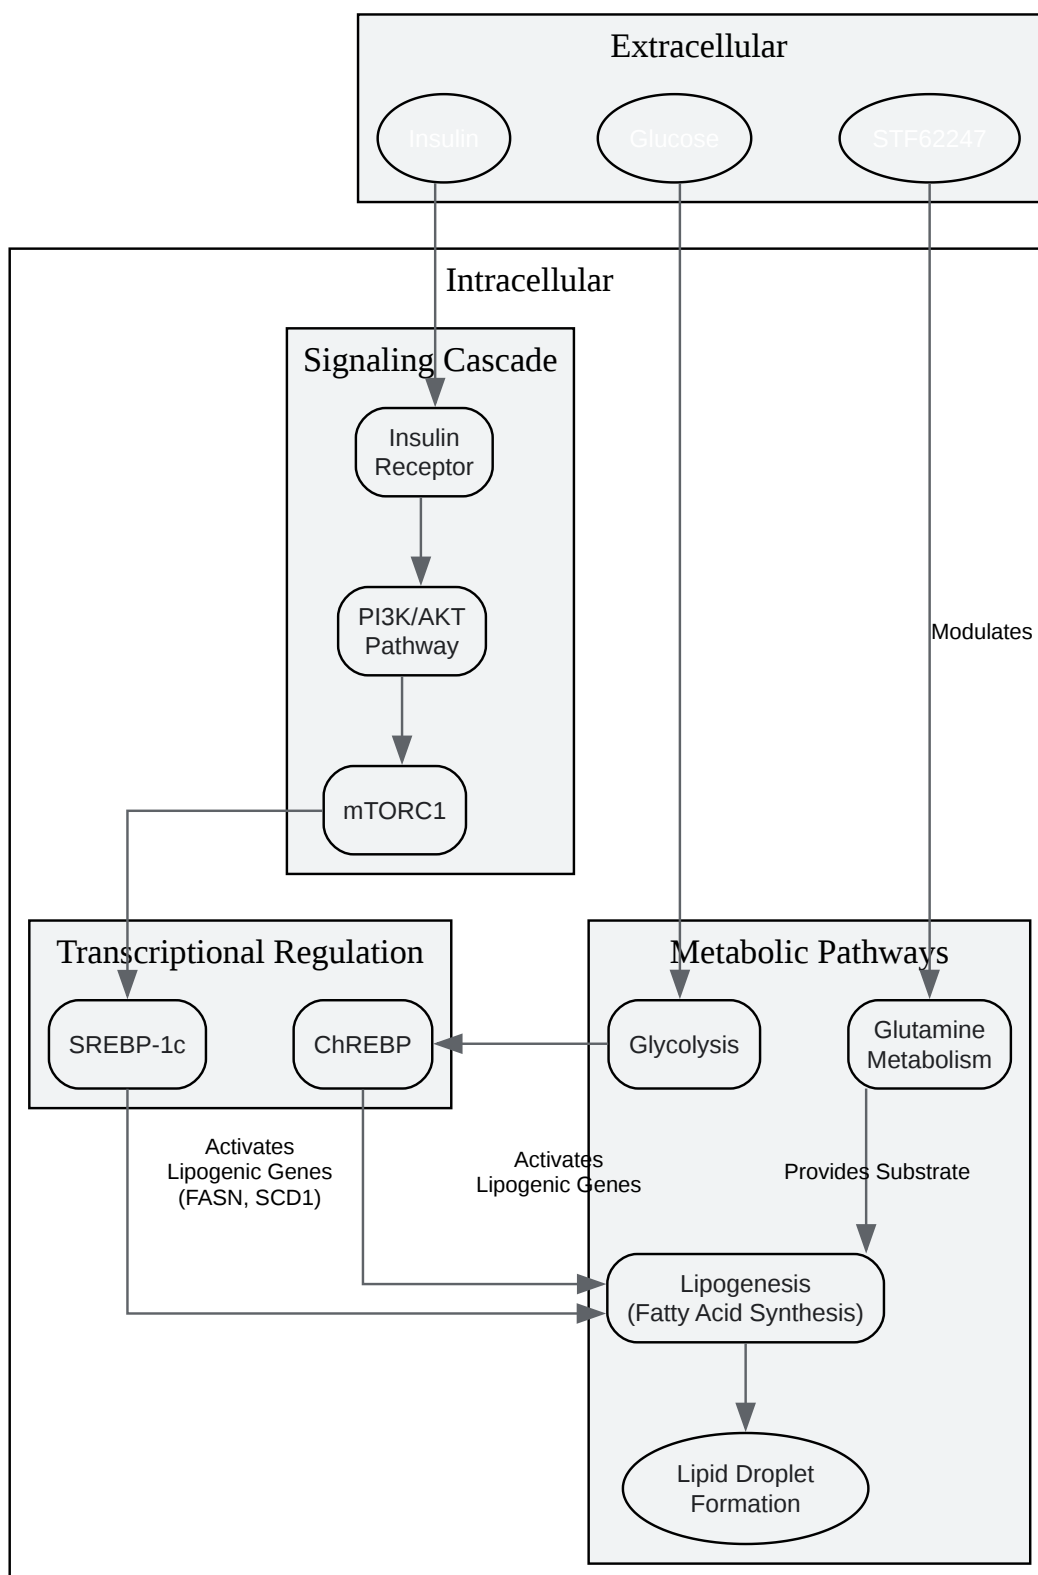 Extracellular
Insulin
Glucose
STF62247
Intracellular
Signaling Cascade
Insulin
Receptor
PI3K/AKT
Pathway
Modulates
mTORC1
Transcriptional Regulation
Metabolic Pathways
SREBP-1c
ChREBP
Glycolysis
Glutamine
Metabolism
Activates
Lipogenic Genes
(FASN, SCD1)
Activates
Lipogenic Genes
Provides Substrate
Lipogenesis
(Fatty Acid Synthesis)
Lipid Droplet
Formation